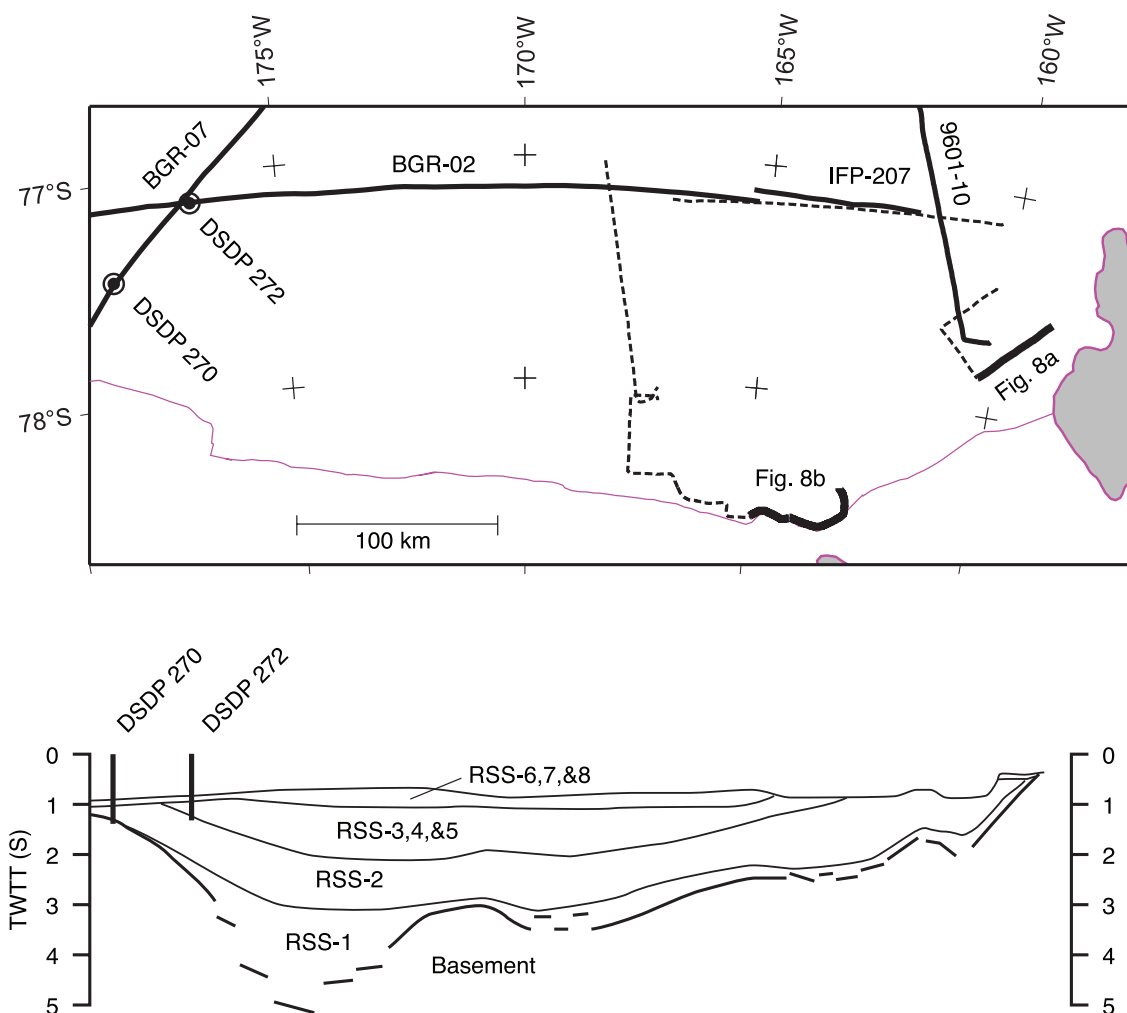 175°W
170°W
165°W
160°W
77°S
78°S
BGR-07
BGR-02
IFP-207
9601-10
DSDP 272
DSDP 270
Fig. 8a
Fig. 8b
100 km
DSDP 270
DSDP 272
0
1
2
3
4
5
TWTT (S)
0
1
2
3
4
5
RSS-6,7,&8
RSS-3,4,&5
RSS-2
RSS-1
Basement